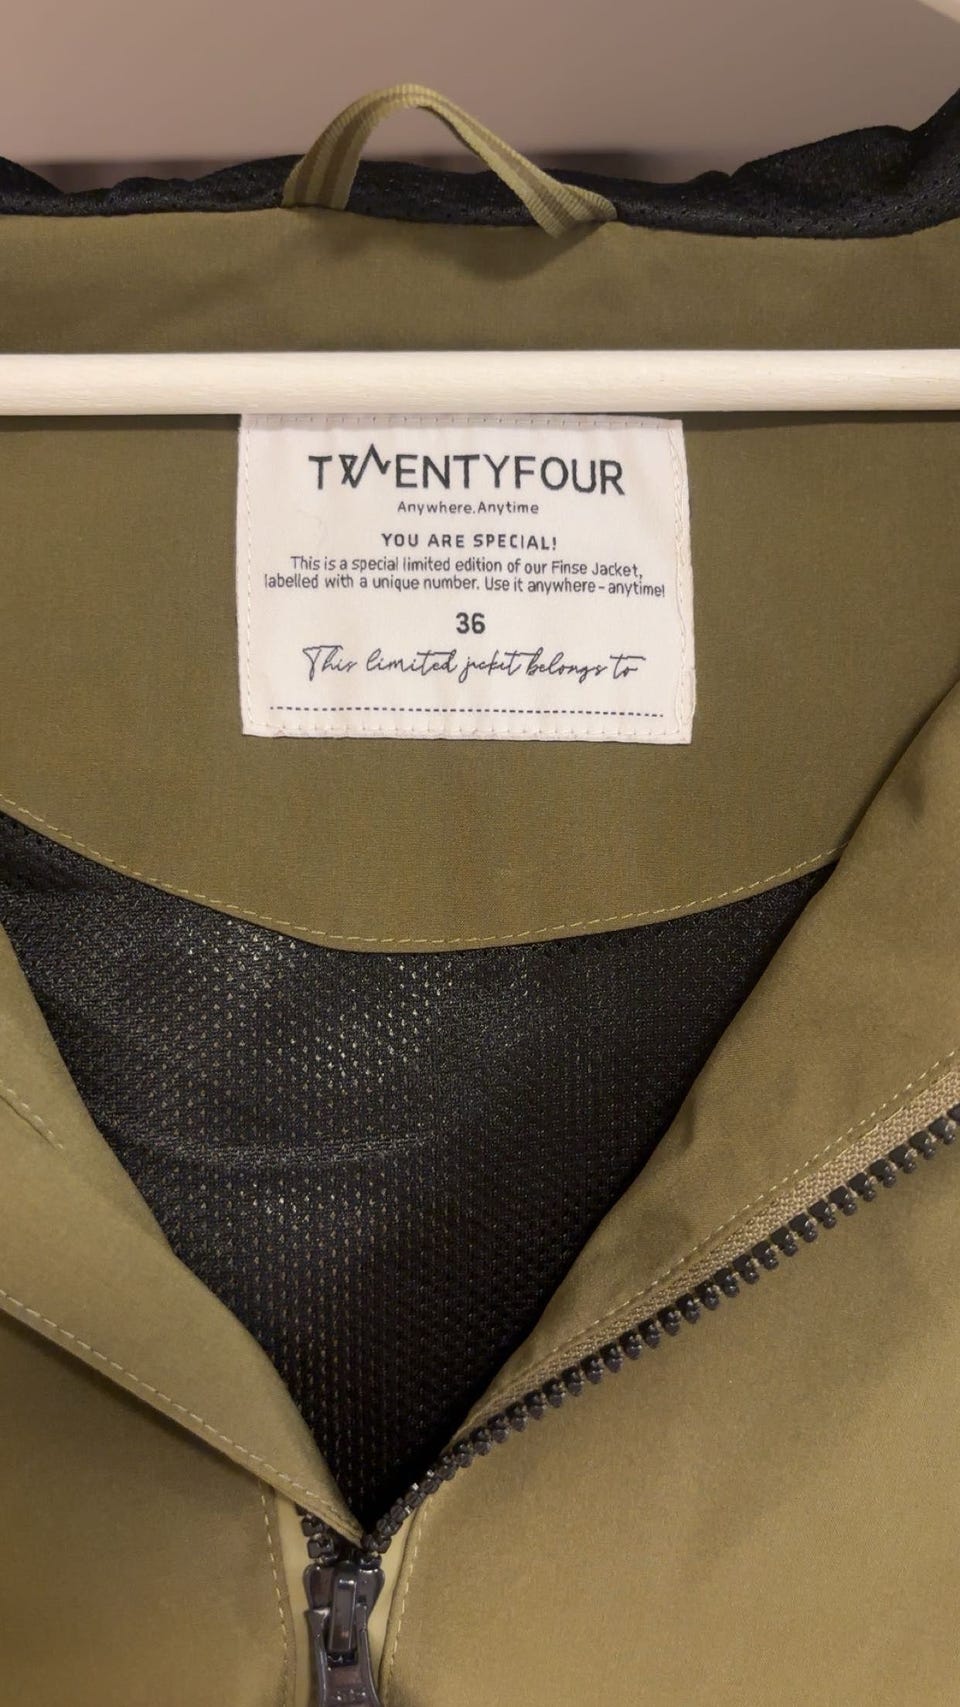 TWENTYFOUR
Anywhere.Anytime
YOU ARE SPECIAL!
This is a special limited edition of our Finse Jacket,
labelled with a unique number. Use it anywhere - anytime!
36
This limited jacket belongs to